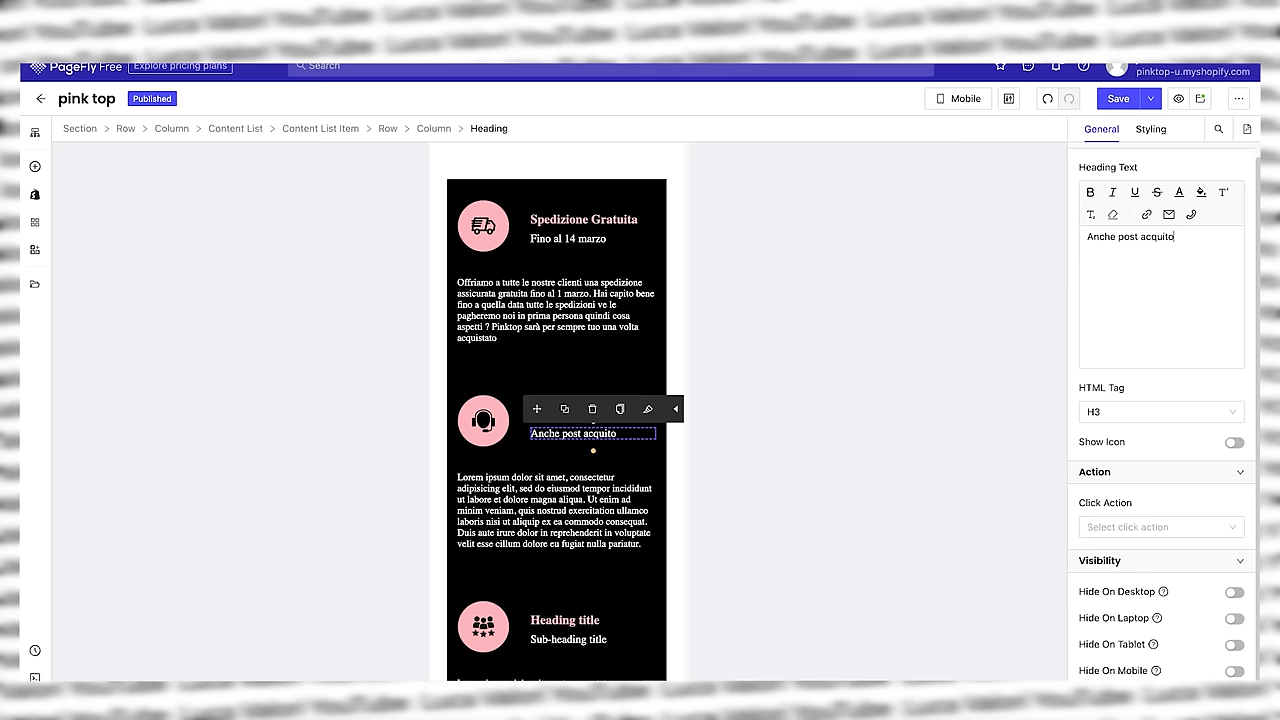 PageFly Free
Explore pricing plans
Search
pinktop-u.myshopify.com
pink top
Published
Mobile
Save
Section > Row > Column > Content List > Content List Item > Row > Column > Heading
General
Styling
Heading Text
Anche post acquito
HTML Tag
H3
Show Icon
Action
Click Action
Select click action
Visibility
Hide On Desktop
Hide On Laptop
Hide On Tablet
Hide On Mobile
Spedizione Gratuita
Fino al 14 marzo
Offriamo a tutte le nostre clienti una spedizione
assicurata gratuita fino al 1 marzo. Hai capito bene
fino a quella data tutte le spedizioni ve le
pagheremo noi in prima persona quindi cosa
aspetti ? Pinktop sarà per sempre tuo una volta
acquistato
Anche post acquito
Lorem ipsum dolor sit amet, consectetur
adipisicing elit, sed do eiusmod tempor incididunt
ut labore et dolore magna aliqua. Ut enim ad
minim veniam, quis nostrud exercitation ullamco
laboris nisi ut aliquip ex ea commodo consequat.
Duis aute irure dolor in reprehenderit in voluptate
velit esse cillum dolore eu fugiat nulla pariatur.
Heading title
Sub-heading title